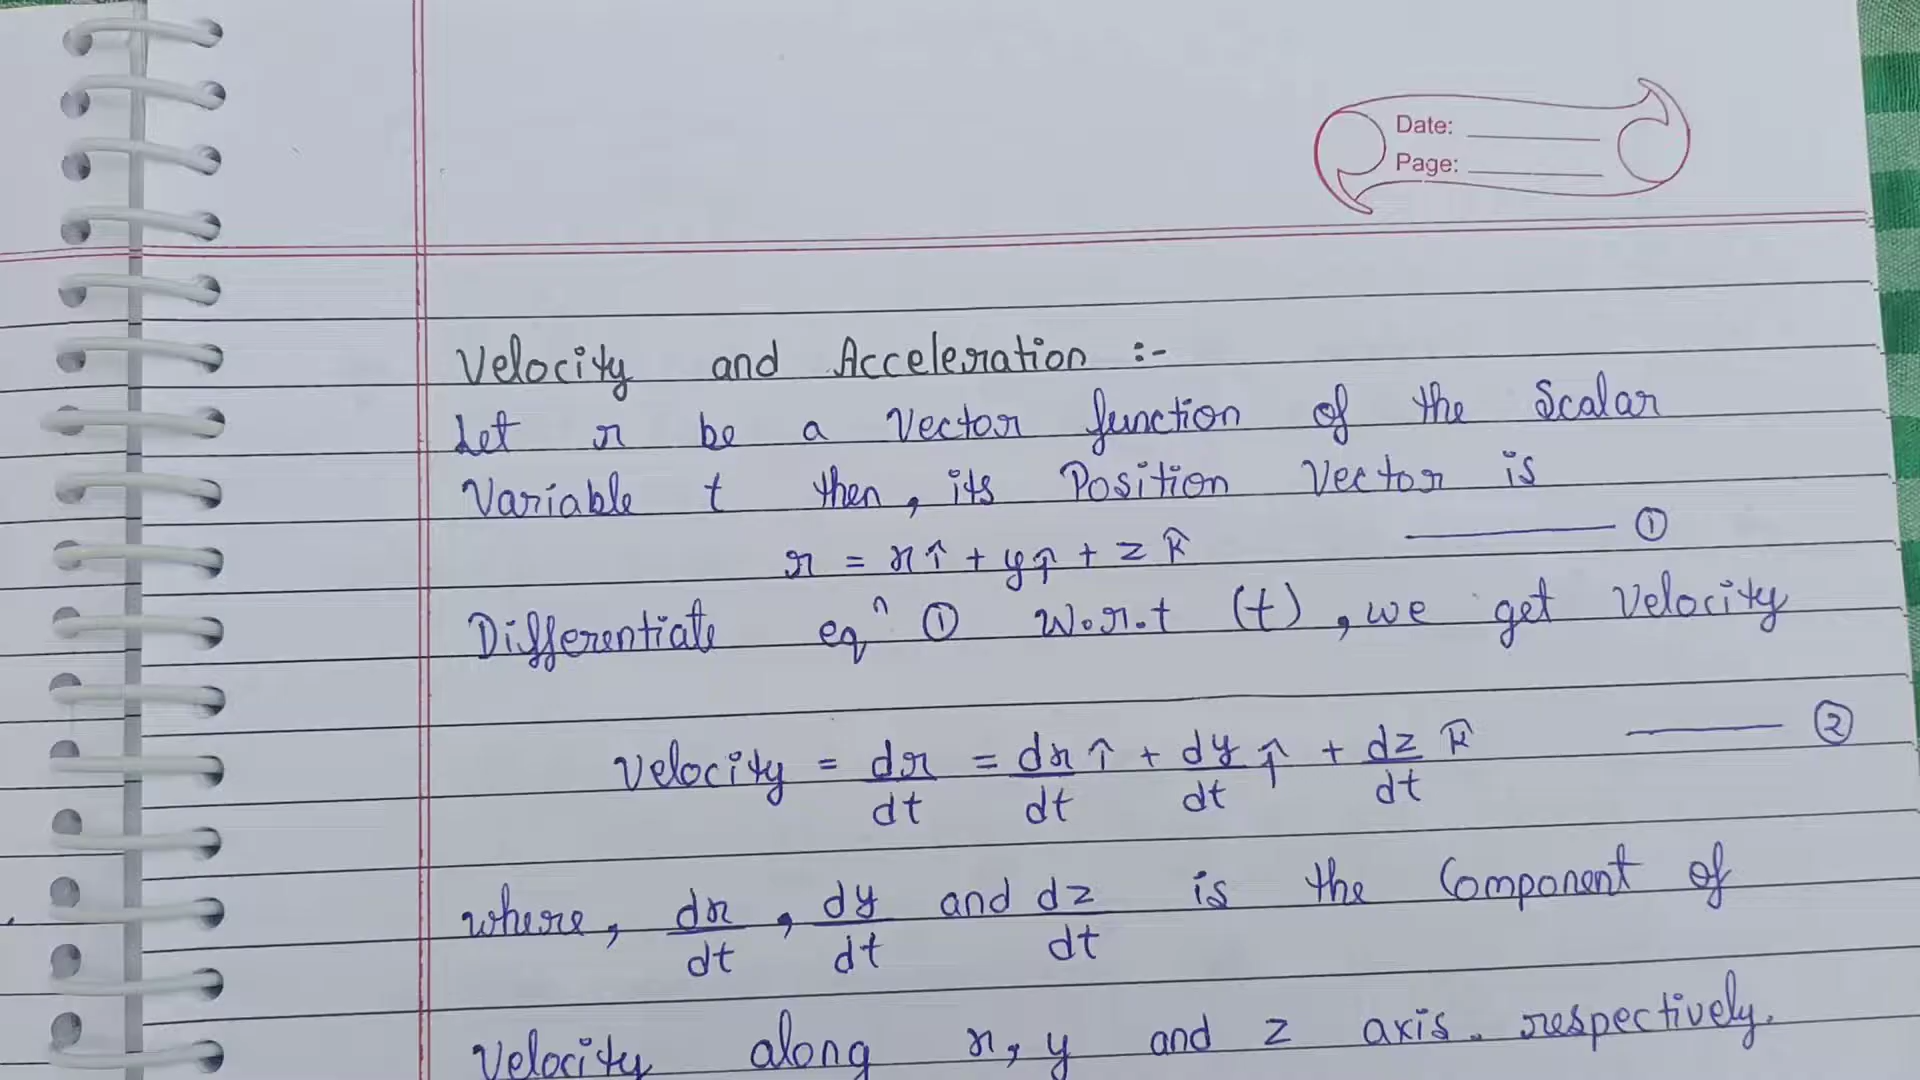 Date:
Page:
Velocity and Acceleration :-
Let r be a Vector function of the Scalar
Variable t then, its Position Vector is
r = xî + yĵ + zk̂ ——— ①
Differentiate eqⁿ ① w.r.t (t), we get Velocity
Velocity = dr/dt = dx/dt î + dy/dt ĵ + dz/dt k̂ ——— ②
where, dx/dt, dy/dt and dz/dt is the Component of
Velocity along x, y and z axis. respectively.